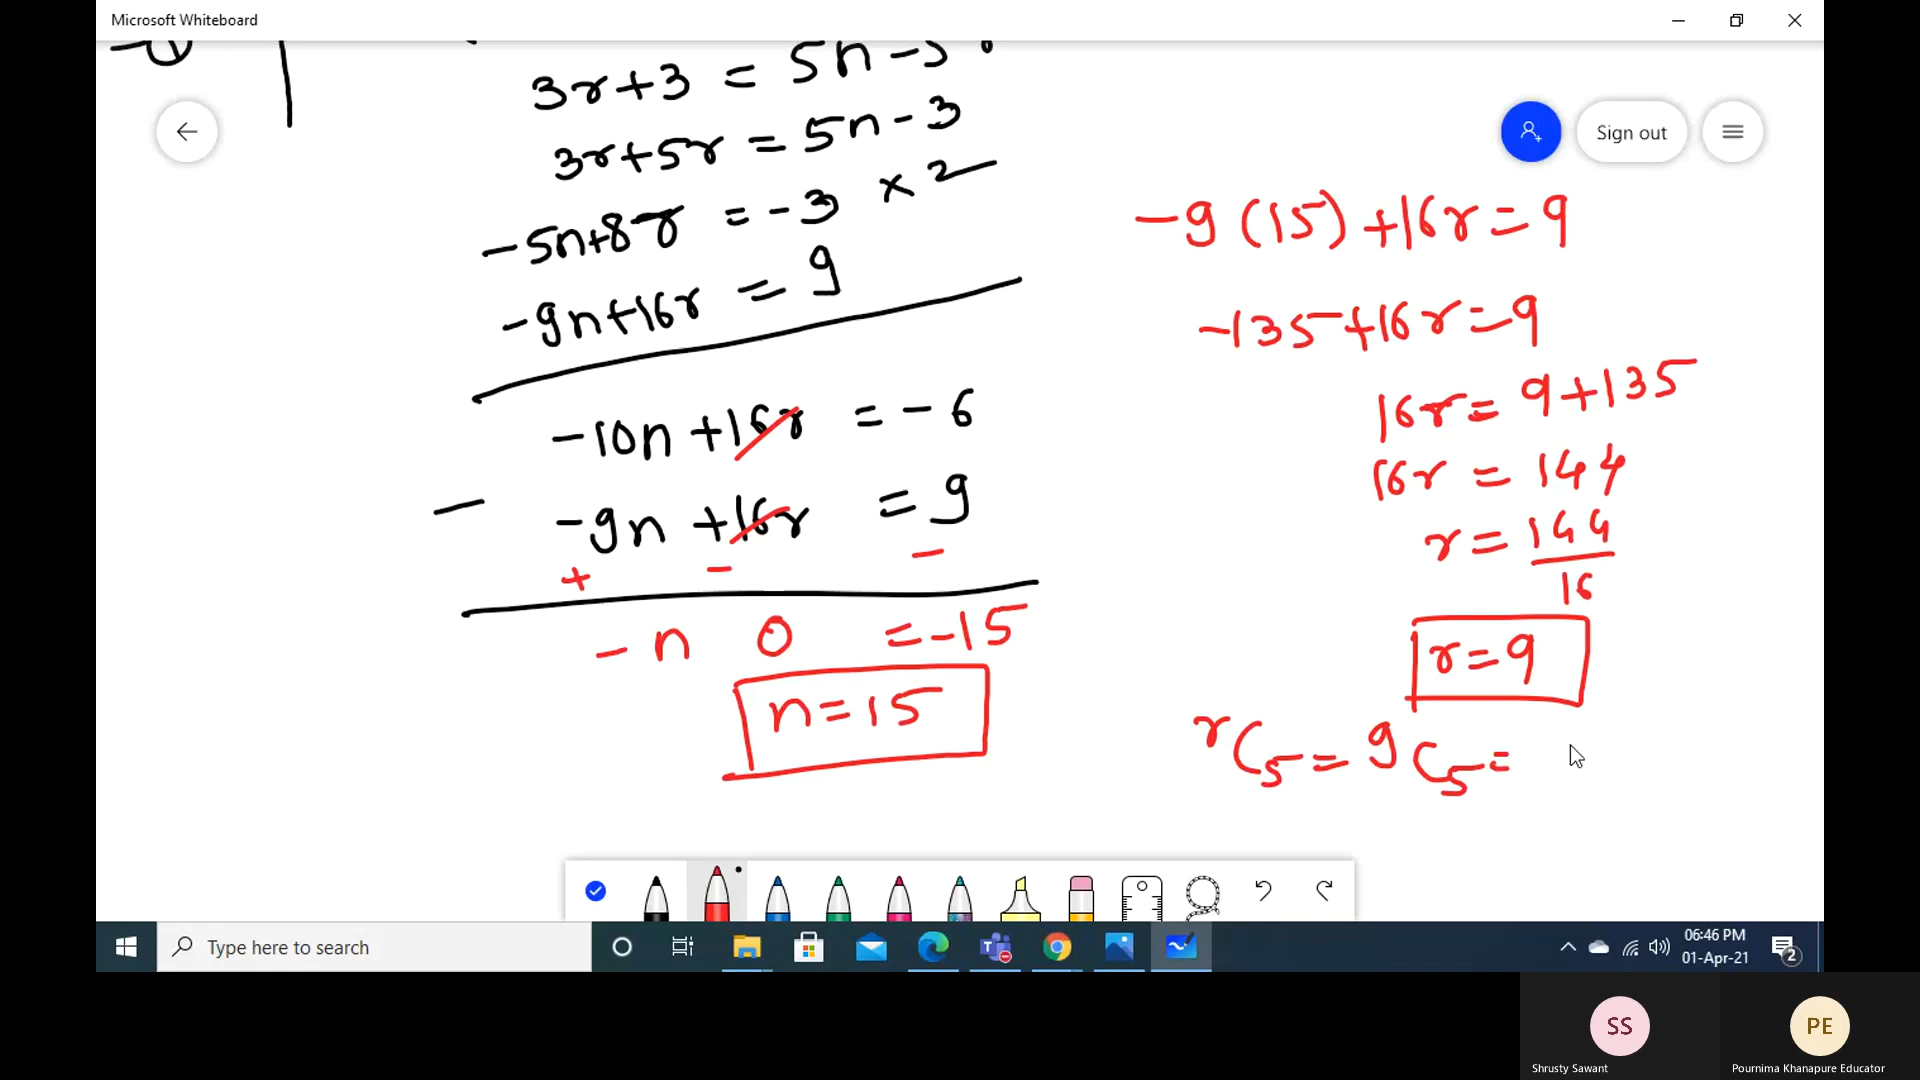 Microsoft Whiteboard
3r+3 = 5n-5r
3r+5r = 5n-3
-5n+8r = -3 × 2
-9n+16r = 9
-10n+16r = -6
- -9n +16r = 9
+ - -
-n 0 = -15
n=15
Sign out
-9(15)+16r=9
-135+16r=9
16r= 9+135
16r = 144
r= 144
16
r=9
rC5= 9C5=
Type here to search
06:46 PM
01-Apr-21
2
SS
PE
Shrusty Sawant
Pournima Khanapure Educator